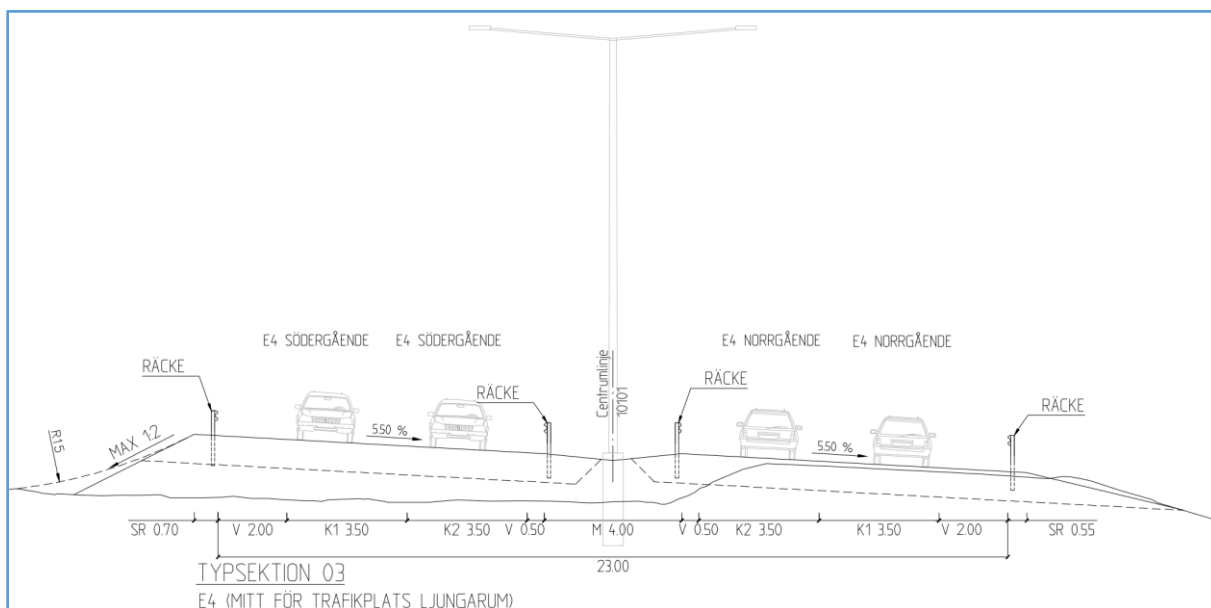 E4 SÖDERGÅENDE E4 SÖDERGÅENDE
E4 NORRGÅENDE E4 NORRGÅENDE
Centrumlinje
10101
RÄCKE
RÄCKE
RÄCKE
RÄCKE
R15
MAX 1:2
5.50 %
5.50 %
SR 0.70 V 2.00 K1 3.50 K2 3.50 V 0.50 M 4.00 V 0.50 K2 3.50 K1 3.50 V 2.00 SR 0.55
23.00
TYPSEKTION 03
E4 (MITT FÖR TRAFIKPLATS LJUNGARUM)